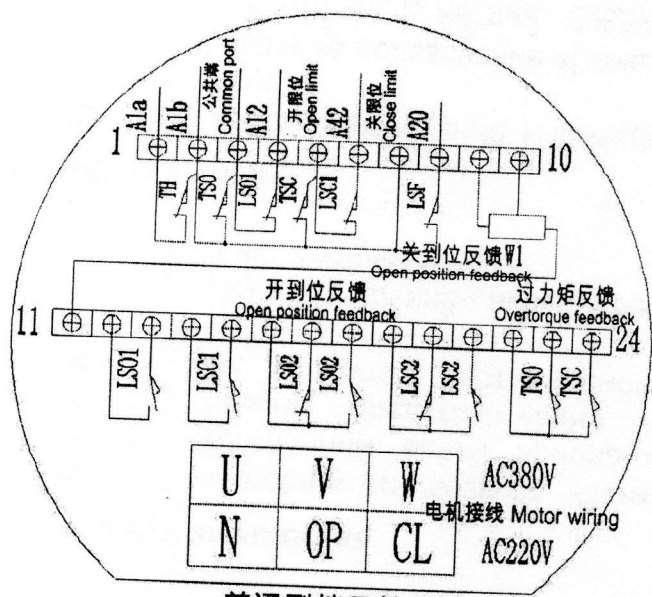 A1a
A1b
公共端
Common port
A12
开限位
Open limit
A42
关限位
Close limit
A20
1
10
TH
TSO
LSO1
TSC
LSC1
LSF
关到位反馈W1
Open position feedback
开到位反馈
Open position feedback
过力矩反馈
Overtorque feedback
11
24
LSO1
LSC1
LSO2
LSO2
LSC2
LSC2
TSO
TSC
U V W AC380V
电机接线 Motor wiring
N OP CL AC220V